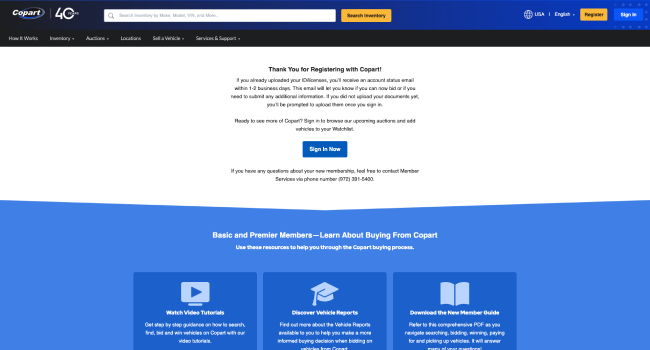 Copart 40
Search Inventory by Make, Model, VIN, and More.
Search Inventory
USA | English
Register
Sign In
How It Works
Inventory
Auctions
Locations
Sell a Vehicle
Services & Support
Thank You for Registering with Copart!
If you already uploaded your ID/licenses, you'll receive an account status email
within 1-2 business days. This email will let you know if you can now bid or if you
need to submit any additional information. If you did not upload your documents yet,
you'll be prompted to upload them once you sign in.
Ready to see more of Copart? Sign in to browse our upcoming auctions and add
vehicles to your Watchlist.
Sign In Now
If you have any questions about your new membership, feel free to contact Member
Services via phone number (972) 391-5400.
Basic and Premier Members—Learn About Buying From Copart
Use these resources to help you through the Copart buying process.
Watch Video Tutorials
Get step by step guidance on how to search,
find, bid and win vehicles on Copart with our
video tutorials.
Discover Vehicle Reports
Find out more about the Vehicle Reports
available to you to help you make a more
informed buying decision when bidding on
vehicles from Copart.
Download the New Member Guide
Refer to this comprehensive PDF as you
navigate searching, bidding, winning, paying
for and picking up vehicles. It will answer
many of your questions!